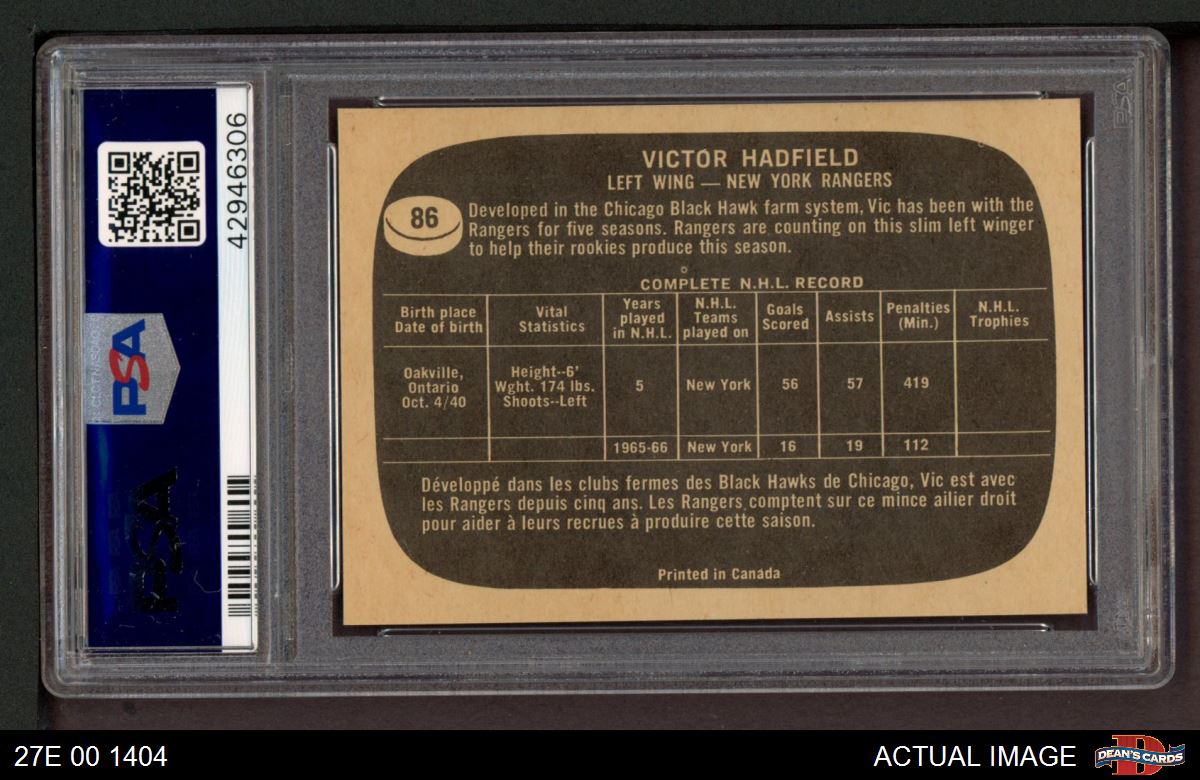 42946306
PSA
PSA
PSA
VICTOR HADFIELD
LEFT WING — NEW YORK RANGERS
86
Developed in the Chicago Black Hawk farm system, Vic has been with the
Rangers for five seasons. Rangers are counting on this slim left winger
to help their rookies produce this season.
COMPLETE N.H.L. RECORD
Birth place
Date of birth
Vital
Statistics
Years
played
in N.H.L.
N.H.L.
Teams
played on
Goals
Scored
Assists
Penalties
(Min.)
N.H.L.
Trophies
Oakville,
Ontario
Oct. 4/40
Height--6'
Wght. 174 lbs.
Shoots--Left
5
New York
56
57
419
1965-66
New York
16
19
112
Développé dans les clubs fermes des Black Hawks de Chicago, Vic est avec
les Rangers depuis cinq ans. Les Rangers comptent sur ce mince ailier droit
pour aider à leurs recrues à produire cette saison.
Printed in Canada
27E 00 1404
ACTUAL IMAGE
DEAN'S CARDS